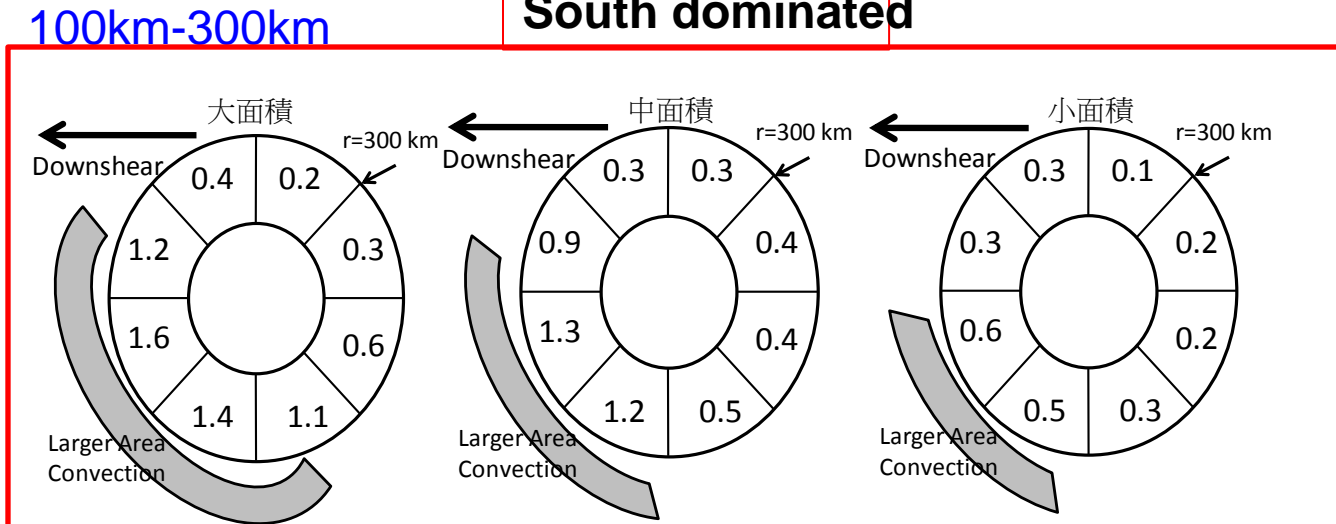 100km-300km
South dominated
大面積
r=300 km
Downshear
0.4 0.2
1.2 0.3
1.6 0.6
1.4 1.1
Larger Area
Convection
中面積
r=300 km
Downshear
0.3 0.3
0.9 0.4
1.3 0.4
1.2 0.5
Larger Area
Convection
小面積
r=300 km
Downshear
0.3 0.1
0.3 0.2
0.6 0.2
0.5 0.3
Larger Area
Convection